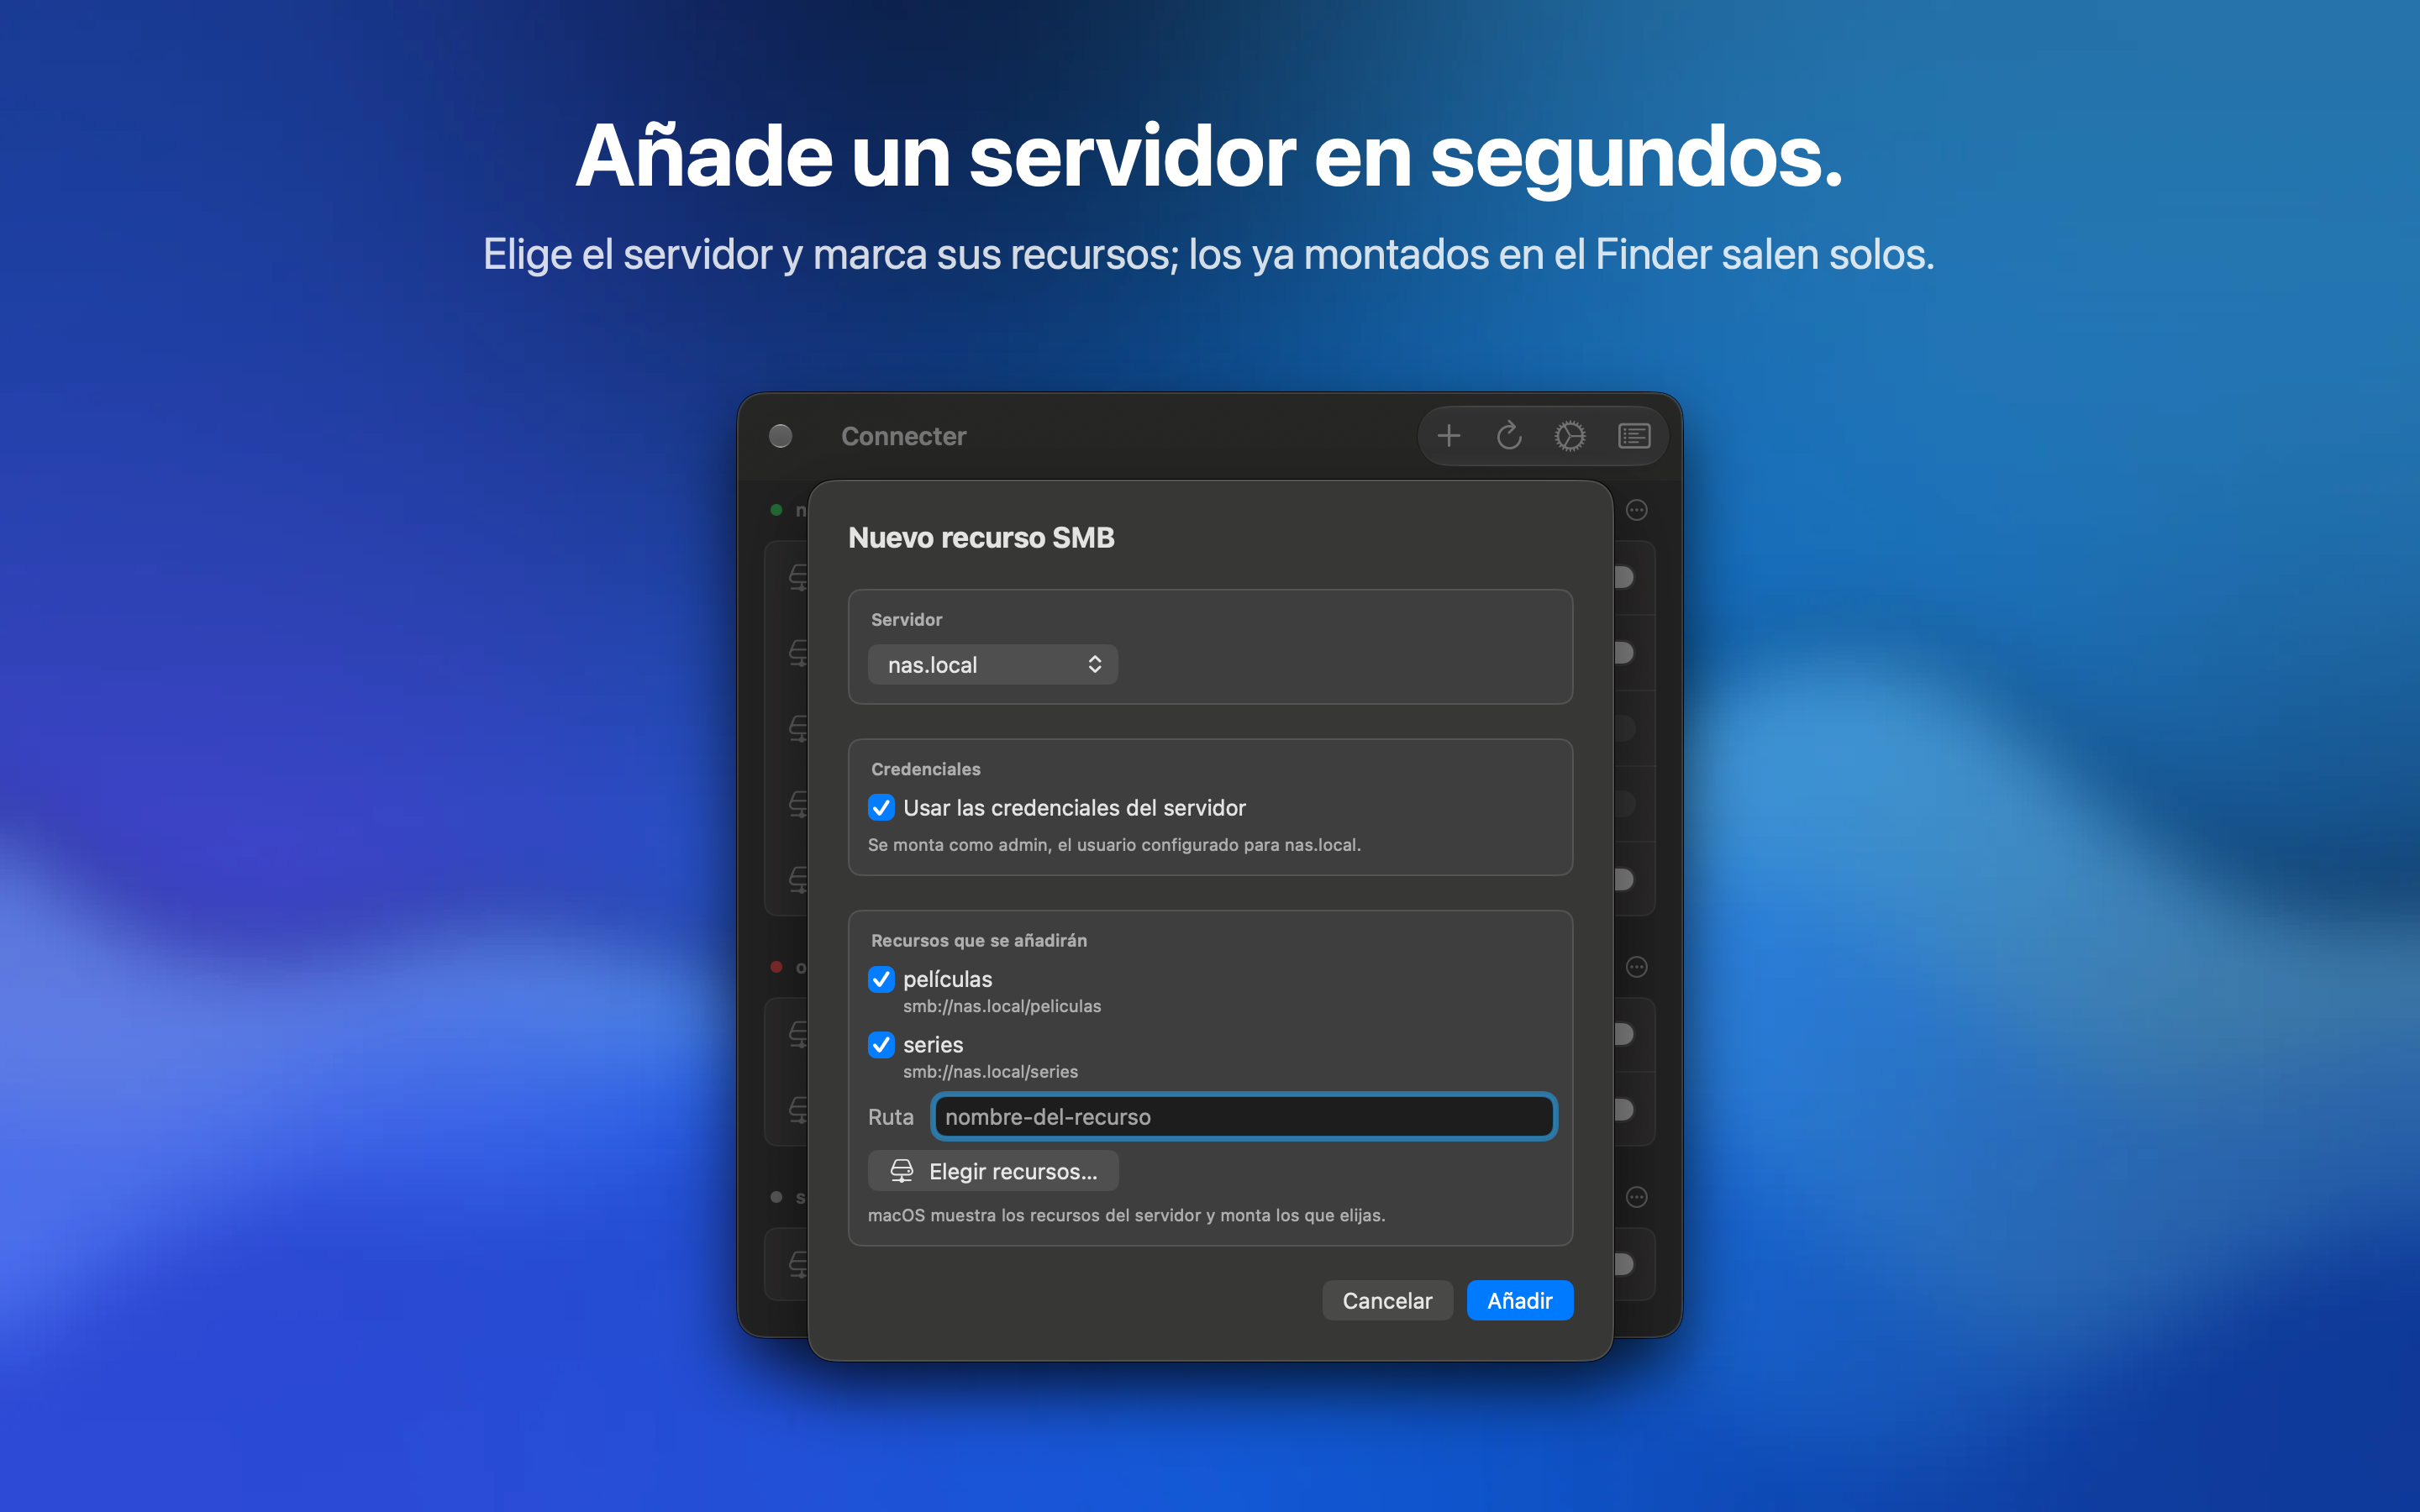 Añade un servidor en segundos.
Elige el servidor y marca sus recursos; los ya montados en el Finder salen solos.
Connecter
Nuevo recurso SMB
Servidor
nas.local
Credenciales
Usar las credenciales del servidor
Se monta como admin, el usuario configurado para nas.local.
Recursos que se añadirán
películas
smb://nas.local/peliculas
series
smb://nas.local/series
Ruta nombre-del-recurso
Elegir recursos...
macOS muestra los recursos del servidor y monta los que elijas.
Cancelar Añadir